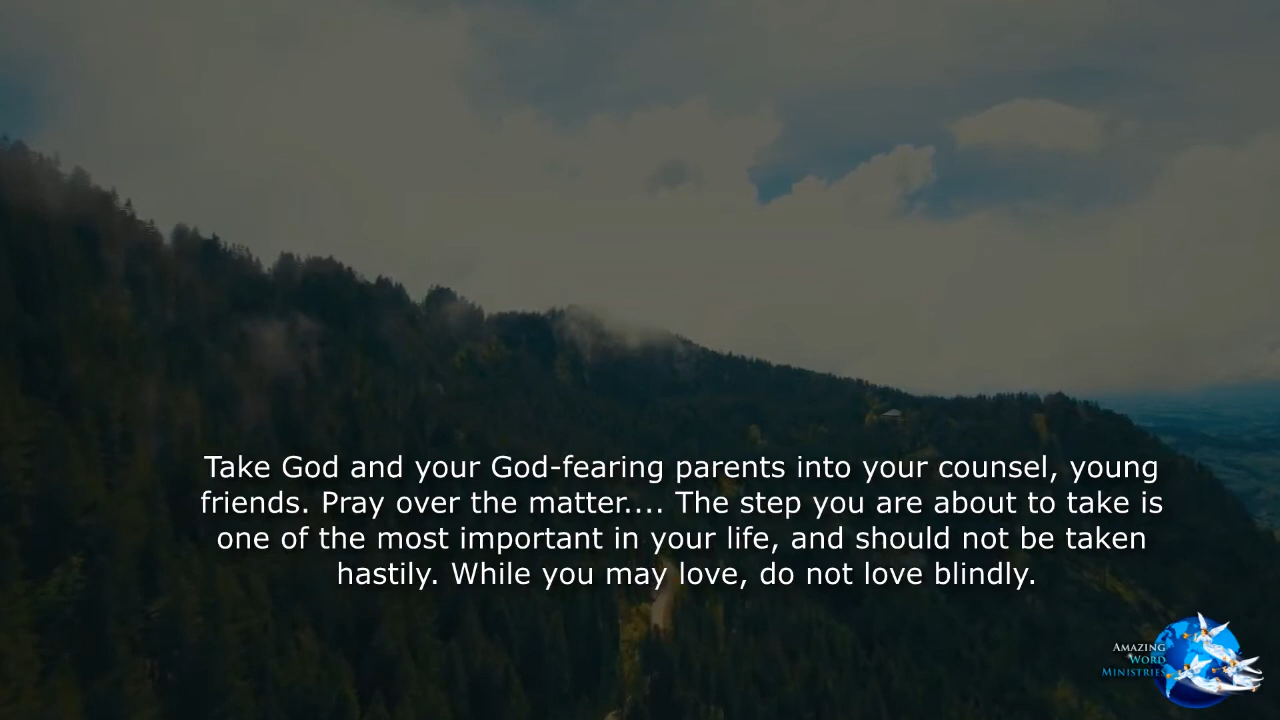 Take God and your God-fearing parents into your counsel, young
friends. Pray over the matter.... The step you are about to take is
one of the most important in your life, and should not be taken
hastily. While you may love, do not love blindly.
AMAZING
WORD
MINISTRIES